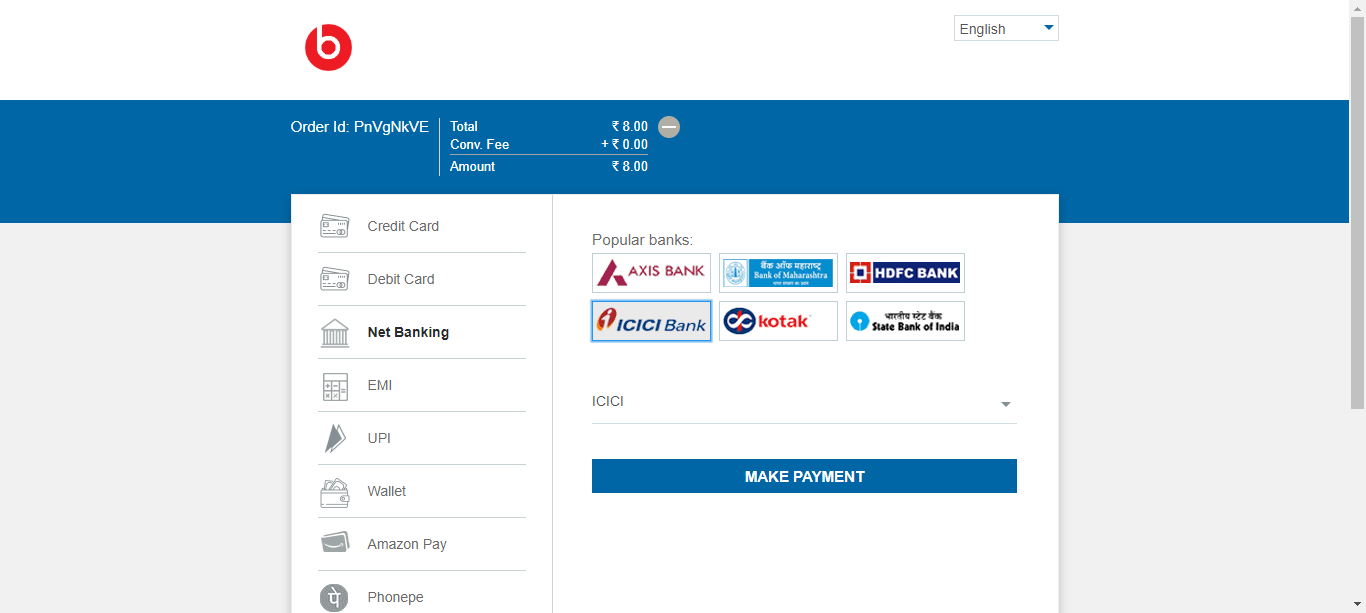 b
English
Order Id: PnVgNkVE
Total ₹ 8.00
Conv. Fee + ₹ 0.00
Amount ₹ 8.00
Credit Card
Debit Card
Net Banking
EMI
UPI
Wallet
Amazon Pay
पे Phonepe
Popular banks:
AXIS BANK
बैंक ऑफ महाराष्ट्र
Bank of Maharashtra
HDFC BANK
ICICI Bank
kotak
भारतीय स्टेट बैंक
State Bank of India
ICICI
MAKE PAYMENT